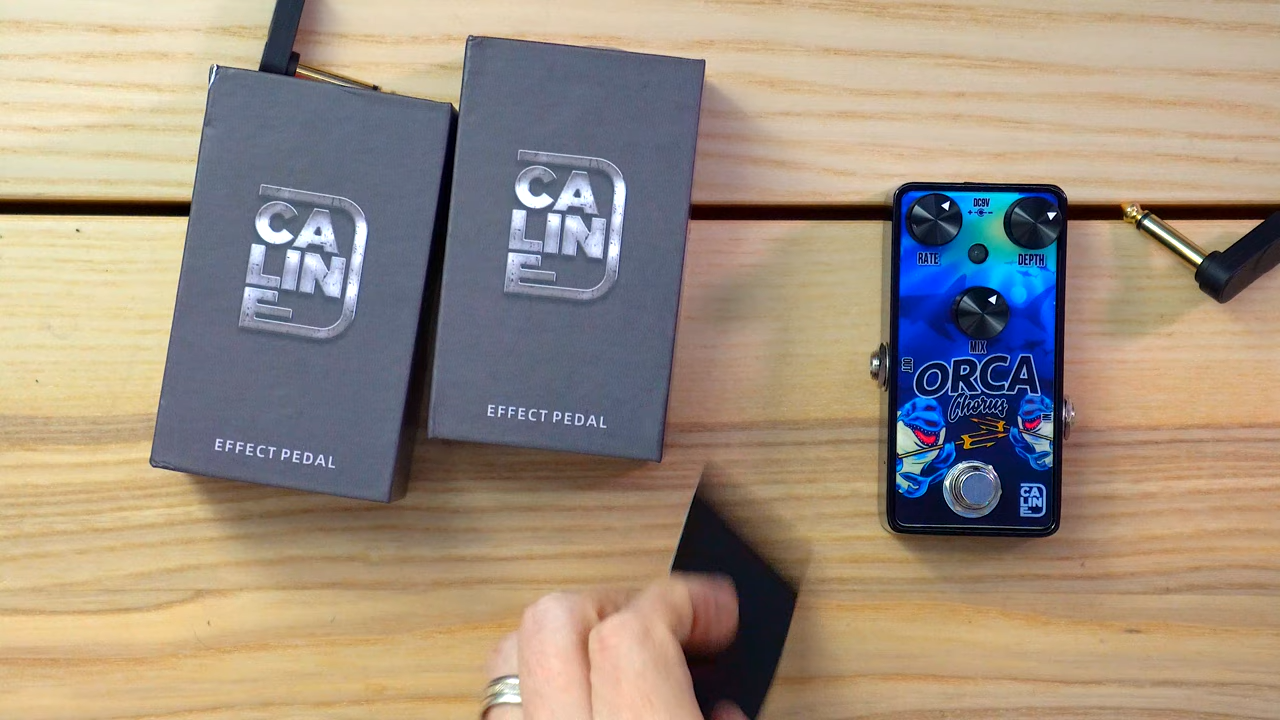 CA
LIN
E
EFFECT PEDAL
CA
LIN
E
EFFECT PEDAL
DC9V
RATE
DEPTH
MIX
OUT
ORCA
Chorus
IN
CA
LIN
E